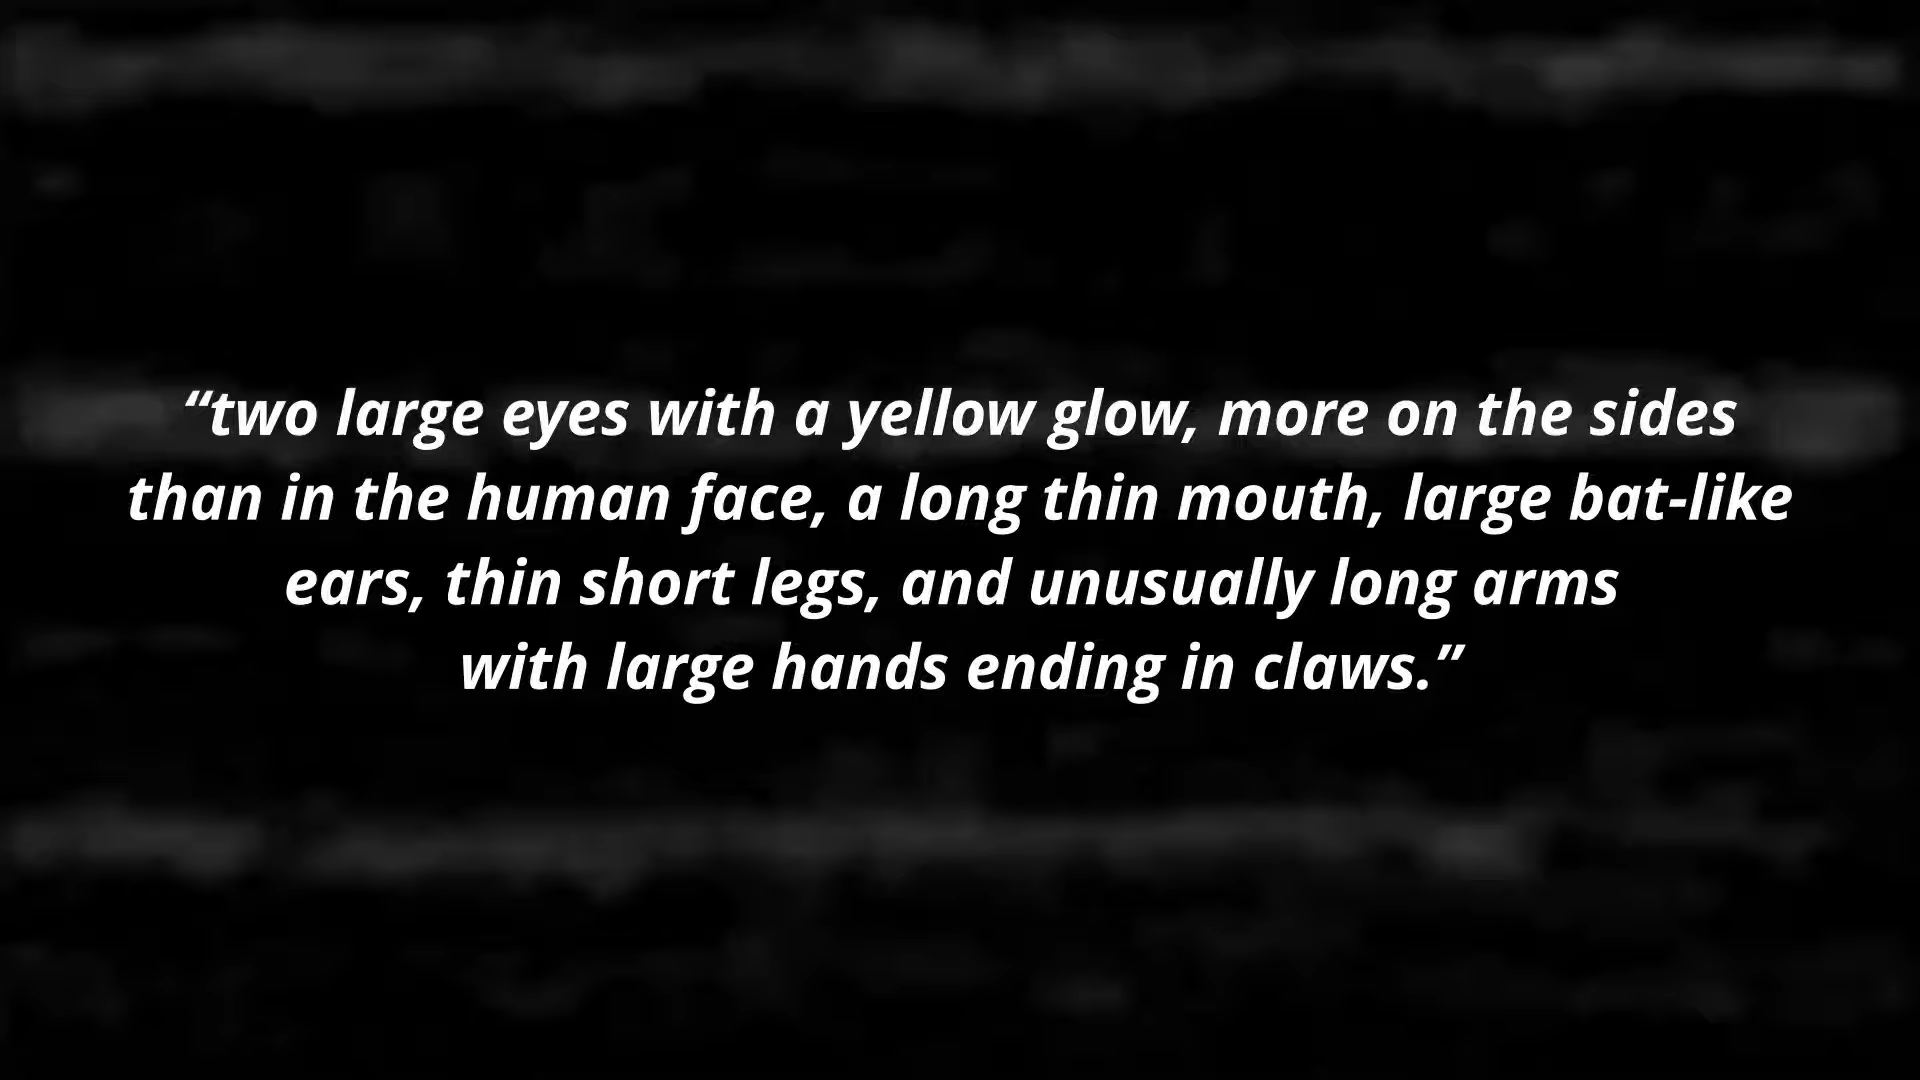 “two large eyes with a yellow glow, more on the sides
than in the human face, a long thin mouth, large bat-like
ears, thin short legs, and unusually long arms
with large hands ending in claws.”